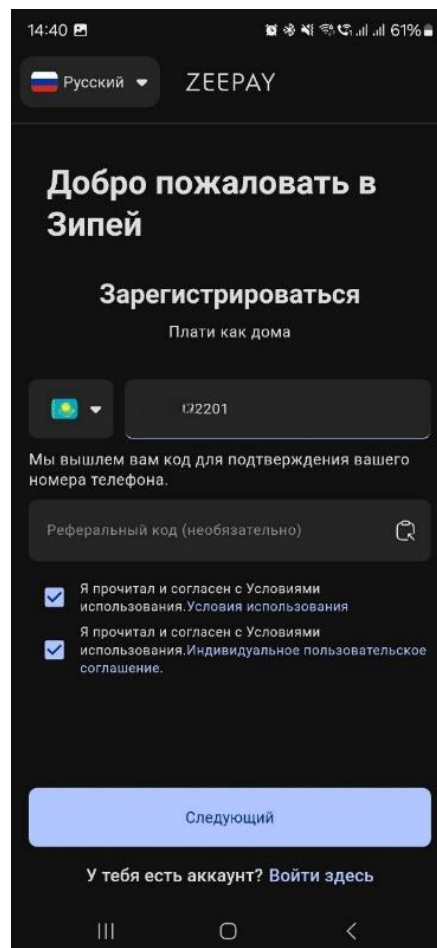 14:40 61%
Русский ZEEPAY
Добро пожаловать в
Зипей
Зарегистрироваться
Плати как дома
2201
Мы вышлем вам код для подтверждения вашего
номера телефона.
Реферальный код (необязательно)
Я прочитал и согласен с Условиями
использования.Условия использования
Я прочитал и согласен с Условиями
использования.Индивидуальное пользовательское
соглашение.
Следующий
У тебя есть аккаунт? Войти здесь